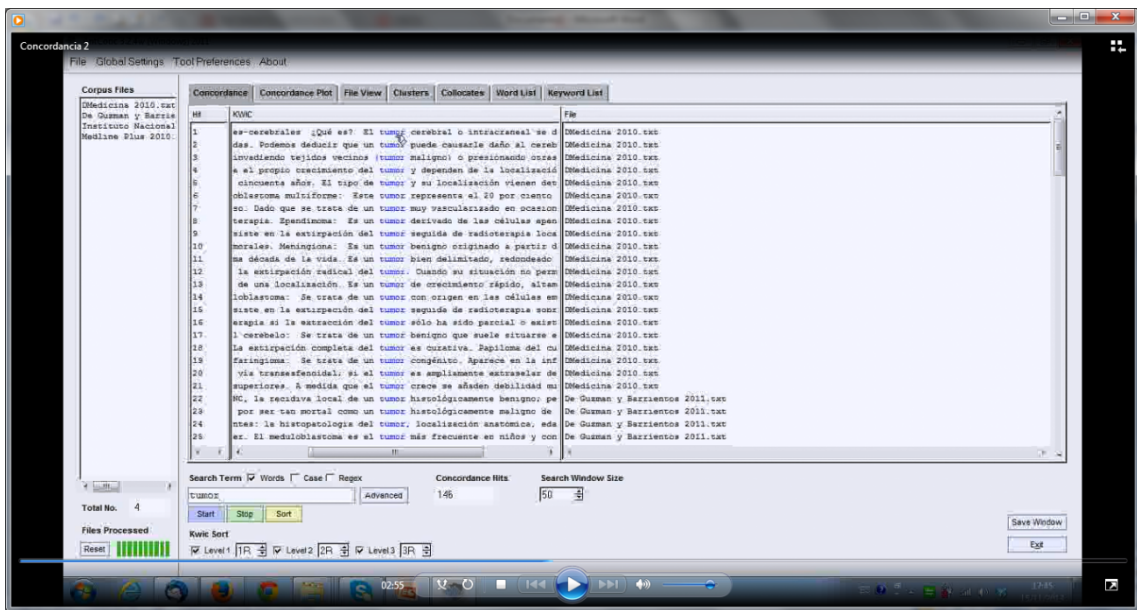 Concordancia 2
File Global Settings Tool Preferences About
Corpus Files
DMedicina 2010.txt
De Guzman y Barrie
Instituto Nacional
Medline Plus 2010.
Concordance Concordance Plot File View Clusters Collocates Word List Keyword List
Hit KWIC File
1 es-cerebrales ¿Qué es? El tumor cerebral o intracraneal se d DMedicina 2010.txt
2 das. Podemos deducir que un tumor puede causarle daño al cereb DMedicina 2010.txt
3 invadiendo tejidos vecinos (tumor maligno) o presionando otras DMedicina 2010.txt
4 e el propio crecimiento del tumor y dependen de la localizació DMedicina 2010.txt
5 cincuenta años. El tipo de tumor y su localización vienen det DMedicina 2010.txt
6 oblastoma multiforme: Este tumor representa el 20 por ciento DMedicina 2010.txt
7 so. Dado que se trata de un tumor muy vascularizado en ocasion DMedicina 2010.txt
8 terapia. Ependimoma: Es un tumor derivado de las células epen DMedicina 2010.txt
9 siste en la extirpación del tumor seguida de radioterapia loca DMedicina 2010.txt
10 morales. Meningioma: Es un tumor benigno originado a partir d DMedicina 2010.txt
11 ma década de la vida. Es un tumor bien delimitado, redondeado DMedicina 2010.txt
12 la extirpación radical del tumor. Cuando su situación no perm DMedicina 2010.txt
13 de una localización. Es un tumor de crecimiento rápido, altam DMedicina 2010.txt
14 loblastoma: Se trata de un tumor con origen en las células em DMedicina 2010.txt
15 siste en la extirpación del tumor seguida de radioterapia sonr DMedicina 2010.txt
16 erapia si la extracción del tumor sólo ha sido parcial o exist DMedicina 2010.txt
17 l cerebelo: Se trata de un tumor benigno que suele situarse e DMedicina 2010.txt
18 La extirpación completa del tumor es curativa. Papiloma del cu DMedicina 2010.txt
19 faringioma: Se trata de un tumor congénito. Aparece en la inf DMedicina 2010.txt
20 vía transesfenoidal; si el tumor es ampliamente extraselar de DMedicina 2010.txt
21 superiores. A medida que el tumor crece se añaden debilidad mu DMedicina 2010.txt
22 NC, la recidiva local de un tumor histológicamente benigno; pe De Guzman y Barrientos 2011.txt
23 por ser tan mortal como un tumor histológicamente maligno de De Guzman y Barrientos 2011.txt
24 ntes: la histopatología del tumor, localización anatómica, eda De Guzman y Barrientos 2011.txt
25 er. El meduloblastoma es el tumor más frecuente en niños y con De Guzman y Barrientos 2011.txt
Search Term Words Case Regex Concordance Hits Search Window Size
tumor Advanced 146 50
Total No. 4
Start Stop Sort
Files Processed
Kwic Sort
Save Window
Reset Level 1 1R Level 2 2R Level 3 3R Exit
02:55